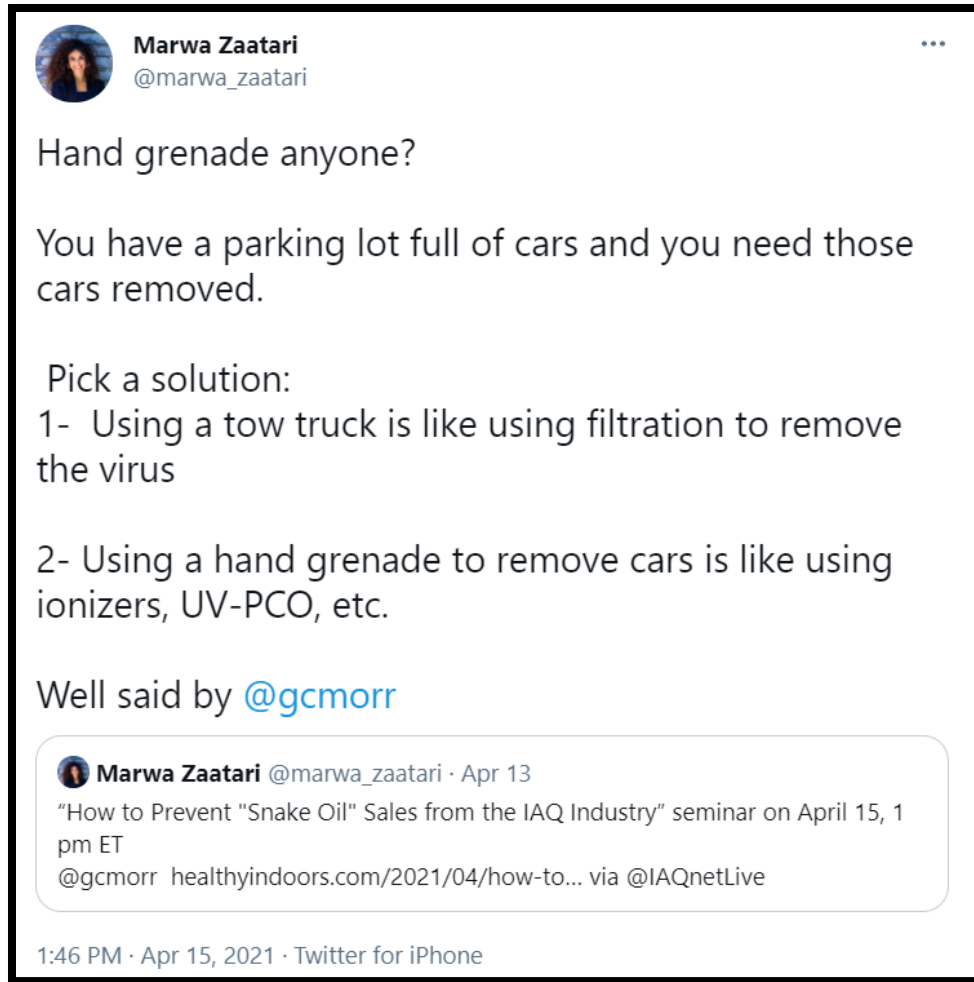 Marwa Zaatari
@marwa_zaatari
Hand grenade anyone?
You have a parking lot full of cars and you need those
cars removed.
Pick a solution:
1-  Using a tow truck is like using filtration to remove
the virus
2- Using a hand grenade to remove cars is like using
ionizers, UV-PCO, etc.
Well said by @gcmorr
Marwa Zaatari @marwa_zaatari · Apr 13
“How to Prevent "Snake Oil" Sales from the IAQ Industry” seminar on April 15, 1
pm ET
@gcmorr  healthyindoors.com/2021/04/how-to... via @IAQnetLive
1:46 PM · Apr 15, 2021 · Twitter for iPhone